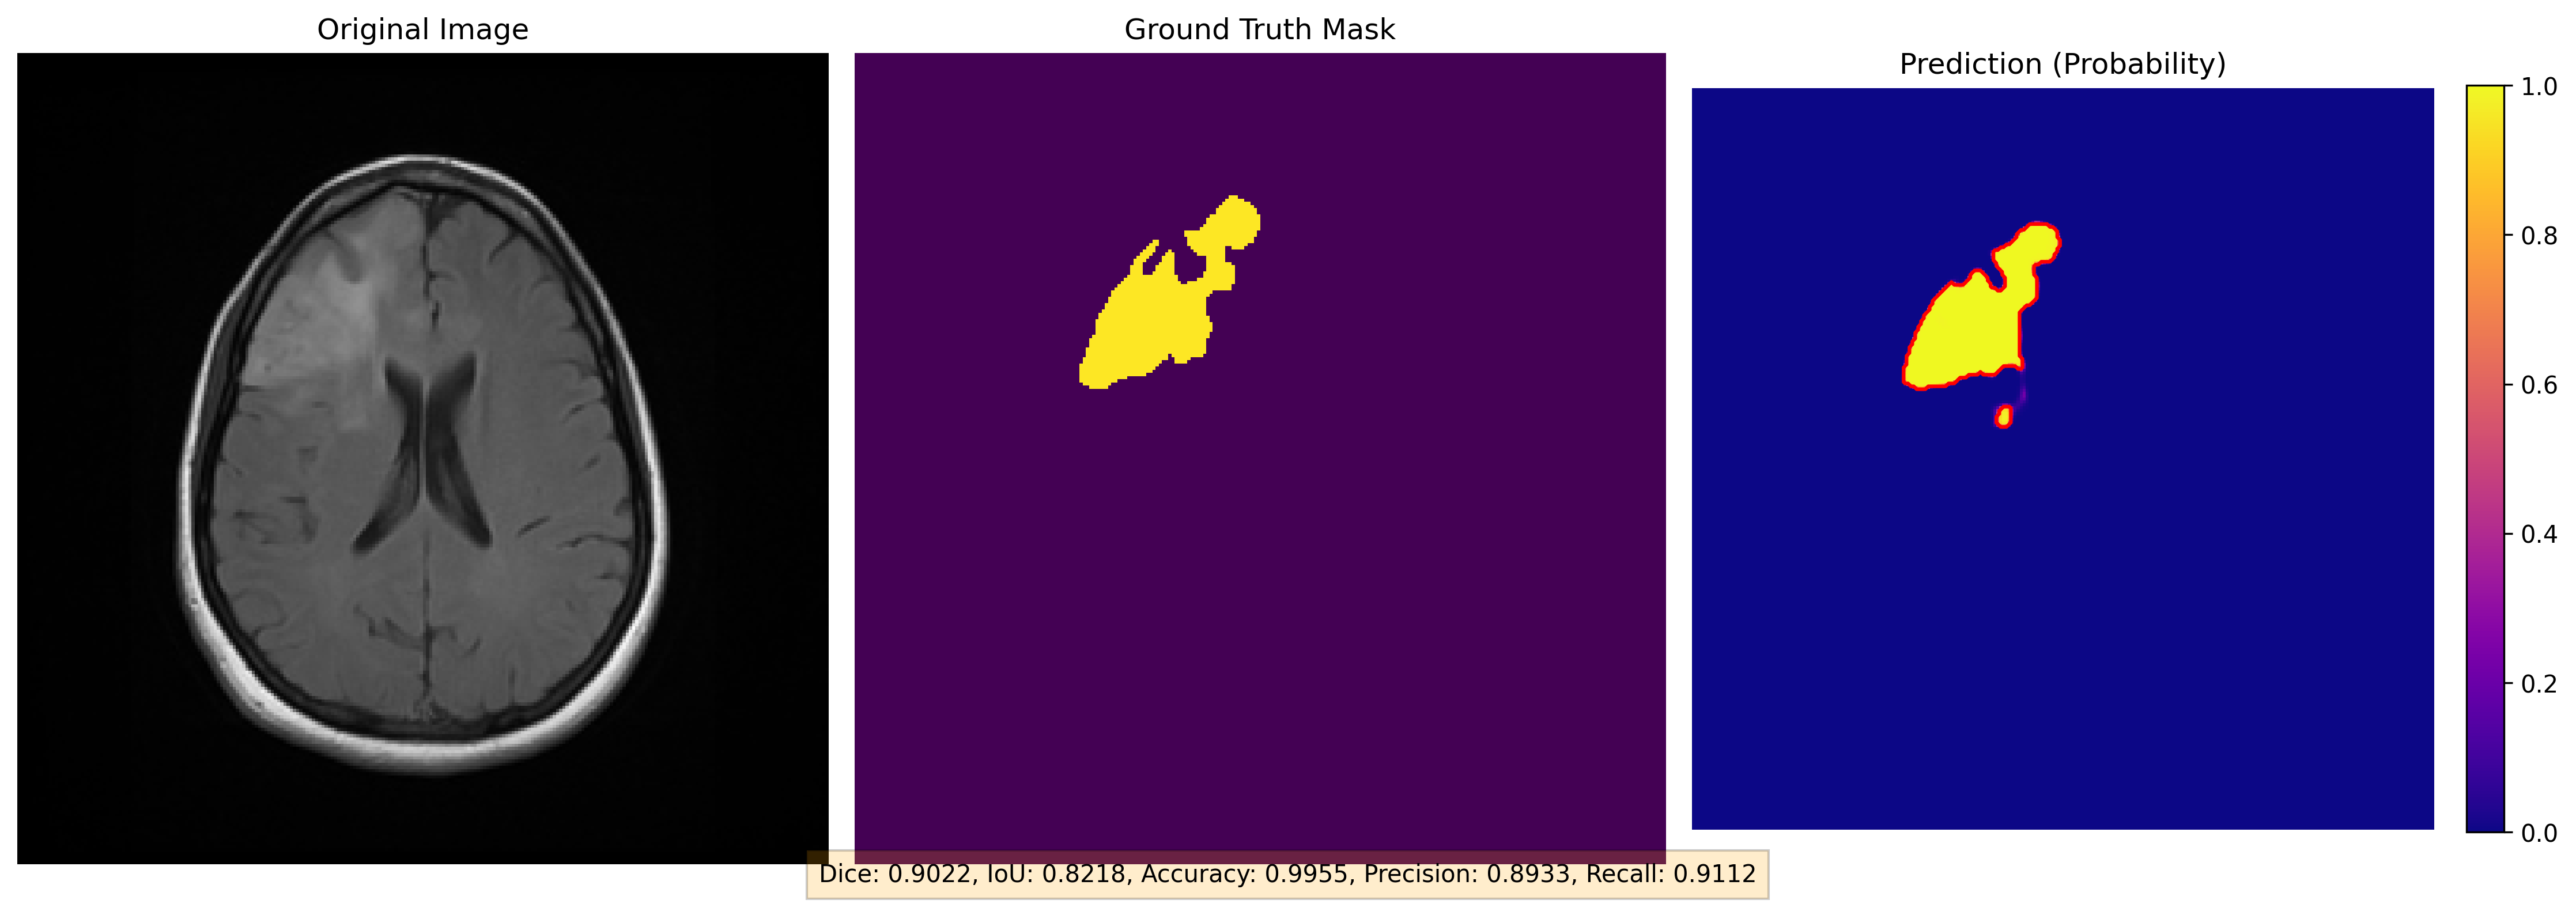 Original Image
Ground Truth Mask
Prediction (Probability)
1.0
0.8
0.6
0.4
0.2
0.0
Dice: 0.9022, IoU: 0.8218, Accuracy: 0.9955, Precision: 0.8933, Recall: 0.9112